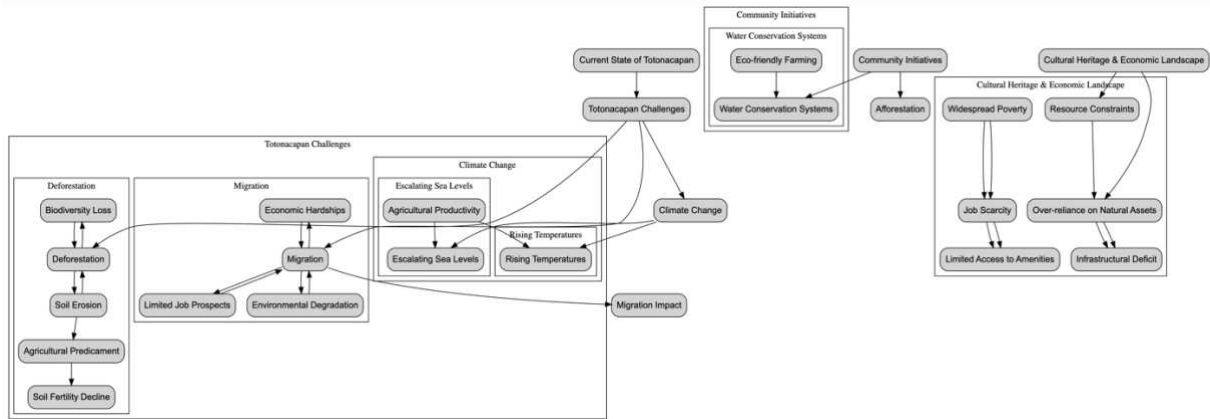 Community Initiatives
Water Conservation Systems
Current State of Totonacapan
Eco-friendly Farming
Community Initiatives
Cultural Heritage & Economic Landscape
Cultural Heritage & Economic Landscape
Totonacapan Challenges
Water Conservation Systems
Afforestation
Widespread Poverty
Resource Constraints
Totonacapan Challenges
Climate Change
Deforestation
Migration
Escalating Sea Levels
Biodiversity Loss
Economic Hardships
Agricultural Productivity
Climate Change
Job Scarcity
Over-reliance on Natural Assets
Rising Temperatures
Deforestation
Migration
Escalating Sea Levels
Rising Temperatures
Limited Access to Amenities
Infrastructural Deficit
Soil Erosion
Limited Job Prospects
Environmental Degradation
Migration Impact
Agricultural Predicament
Soil Fertility Decline